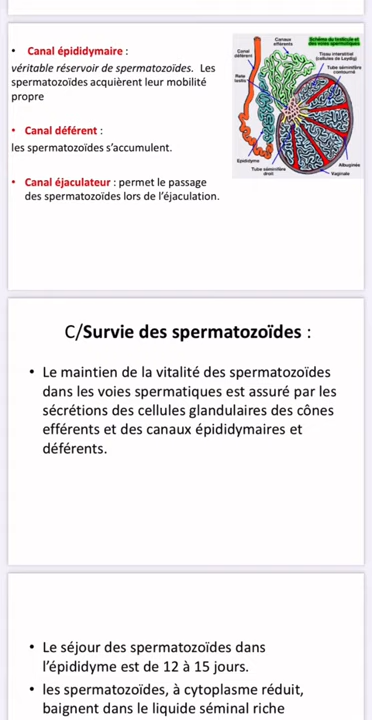 • Canal épididymaire :
véritable réservoir de spermatozoïdes. Les
spermatozoïdes acquièrent leur mobilité
propre
• Canal déférent :
les spermatozoïdes s'accumulent.
• Canal éjaculateur : permet le passage
des spermatozoïdes lors de l'éjaculation.
Schéma du testicule et
des voies spermatiques
Canaux
efférents
Canal
déférent
Tissu interstitiel
(cellules de Leydig)
Tube séminifère
contourné
Rete
testis
Epididyme
Tube séminifère
droit
Albuginée
Vaginale
C/Survie des spermatozoïdes :
• Le maintien de la vitalité des spermatozoïdes
dans les voies spermatiques est assuré par les
sécrétions des cellules glandulaires des cônes
efférents et des canaux épididymaires et
déférents.
• Le séjour des spermatozoïdes dans
l'épididyme est de 12 à 15 jours.
• les spermatozoïdes, à cytoplasme réduit,
baignent dans le liquide séminal riche